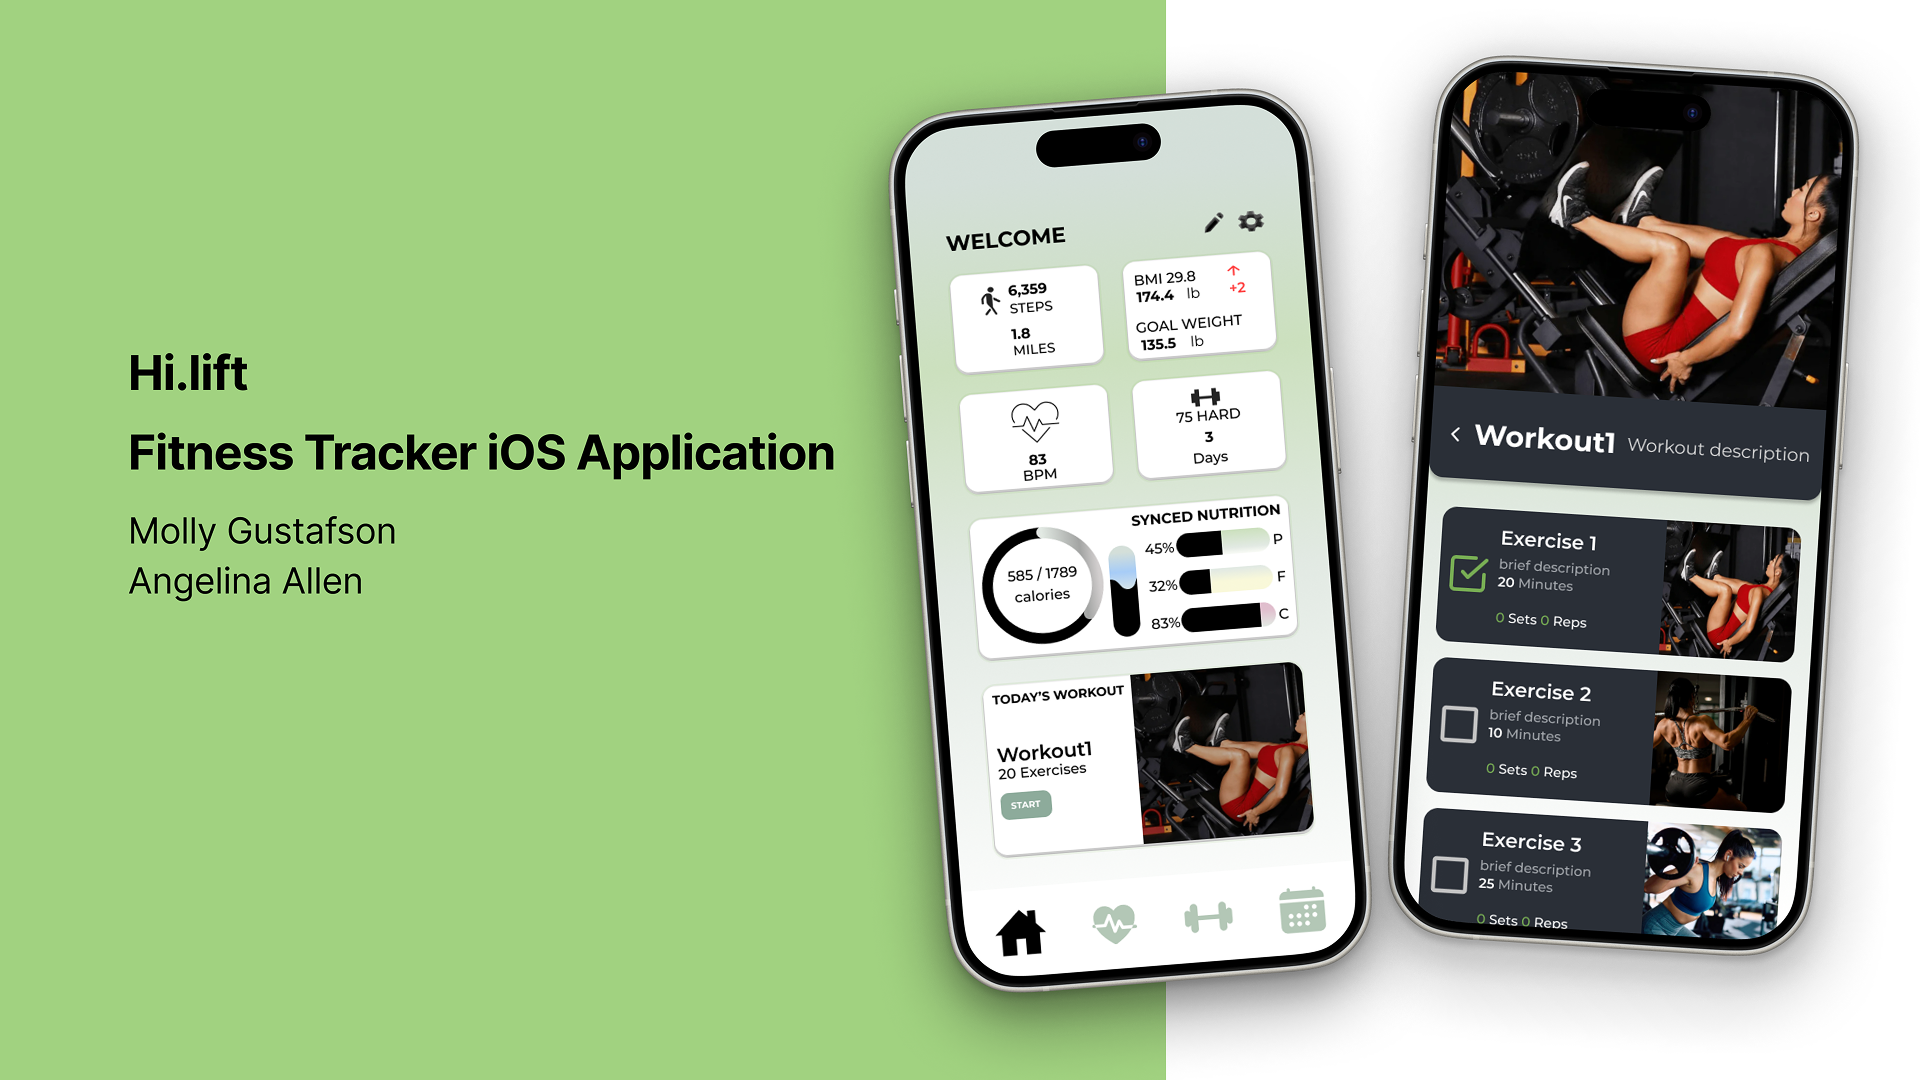 Hi.lift
Fitness Tracker iOS Application
Molly Gustafson
Angelina Allen
WELCOME
6,359
STEPS
1.8
MILES
BMI 29.8
174.4 lb
+2
GOAL WEIGHT
135.5 lb
83
BPM
75 HARD
3
Days
SYNCED NUTRITION
585 / 1789
calories
45% P
32% F
83% C
TODAY'S WORKOUT
Workout1
20 Exercises
START
Workout1 Workout description
Exercise 1
brief description
20 Minutes
0 Sets 0 Reps
Exercise 2
brief description
10 Minutes
0 Sets 0 Reps
Exercise 3
brief description
25 Minutes
0 Sets 0 Reps